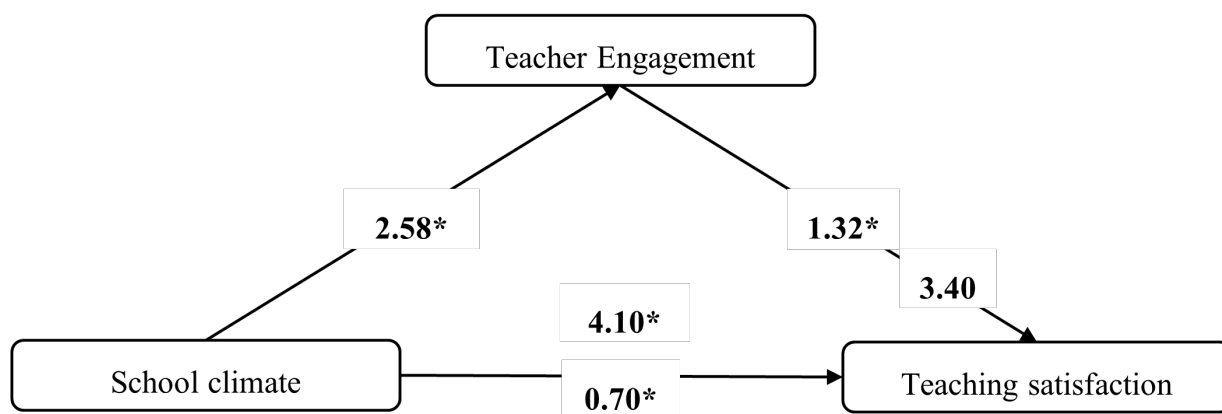 Teacher Engagement
2.58*
1.32*
3.40
4.10*
School climate
0.70*
Teaching satisfaction